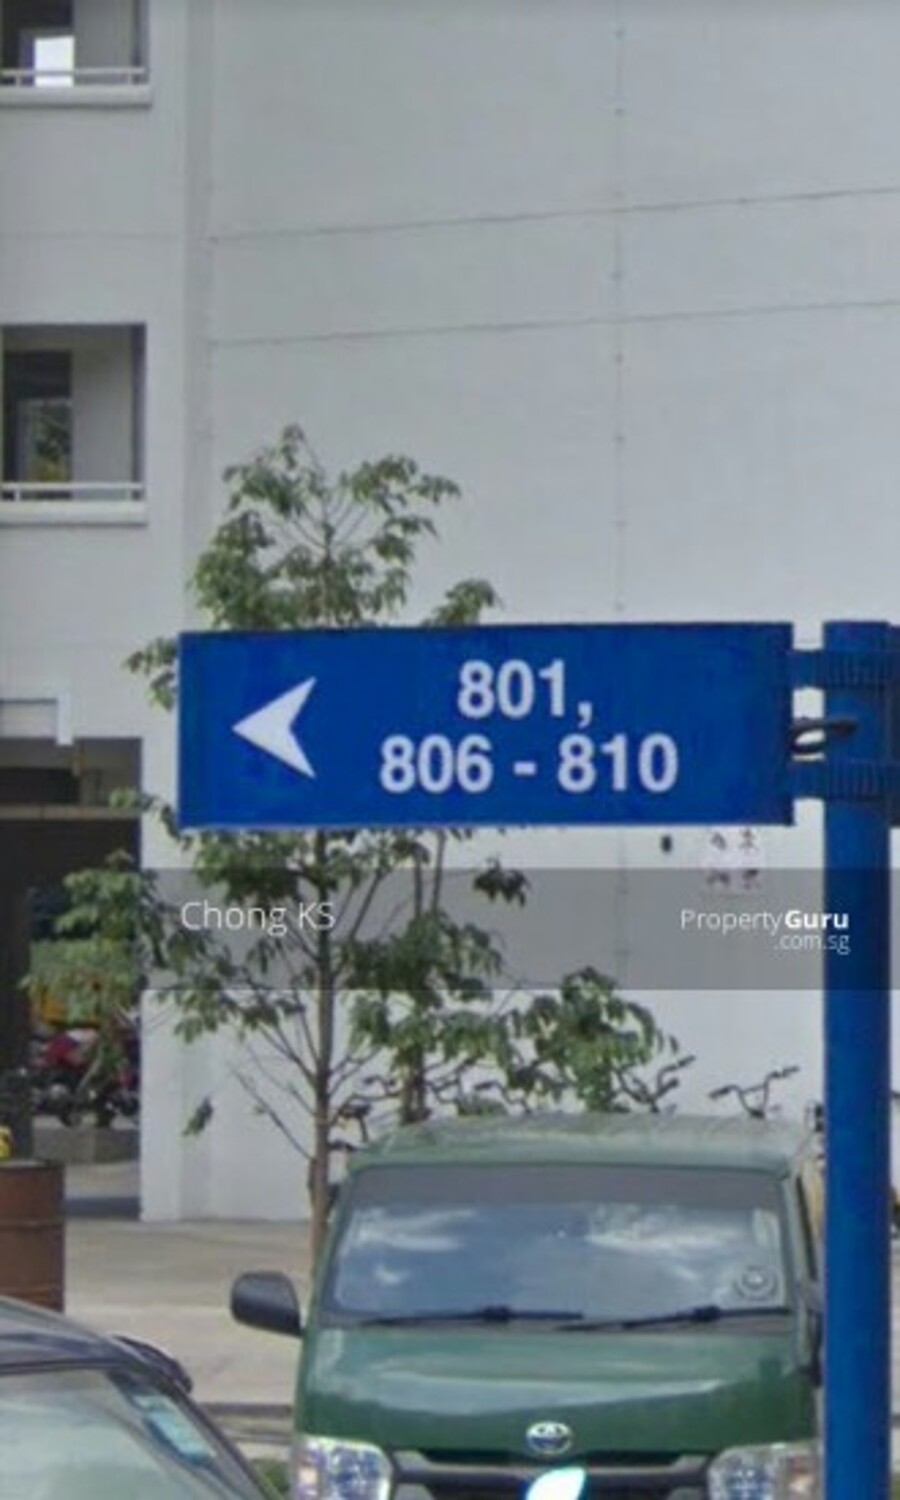 801,
806 - 810
Chong KS
PropertyGuru
.com.sg